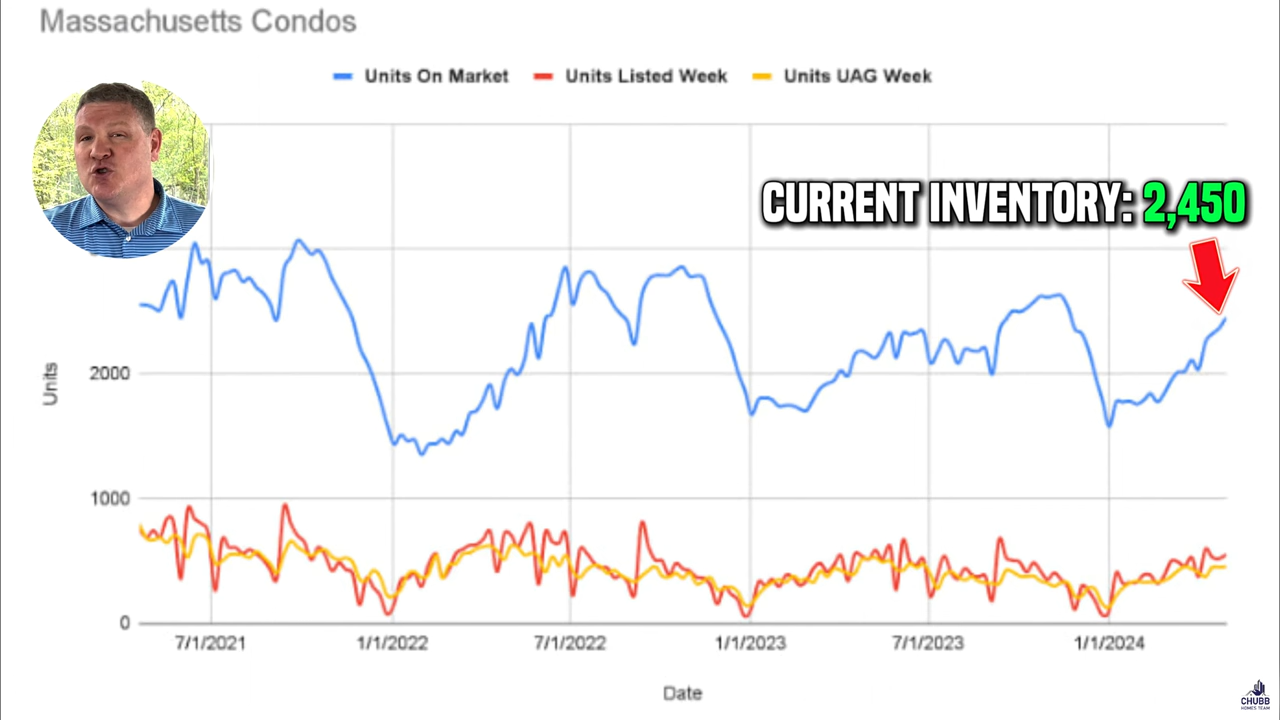 Massachusetts Condos
Units On Market Units Listed Week Units UAG Week
CURRENT INVENTORY: 2,450
Units
2000
1000
0
7/1/2021 1/1/2022 7/1/2022 1/1/2023 7/1/2023 1/1/2024
Date
CHUBB
HOMES TEAM